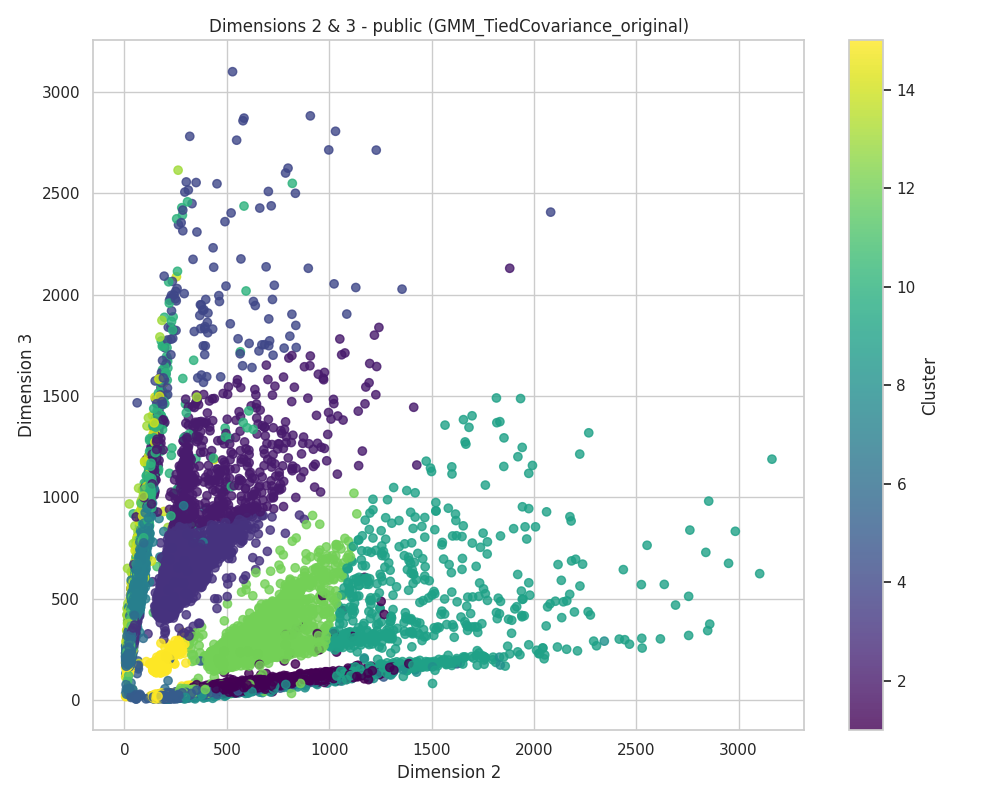 Dimensions 2 & 3 - public (GMM_TiedCovariance_original)
Dimension 3
3000
2500
2000
1500
1000
500
0
0 500 1000 1500 2000 2500 3000
Dimension 2
14
12
10
8
6
4
2
Cluster